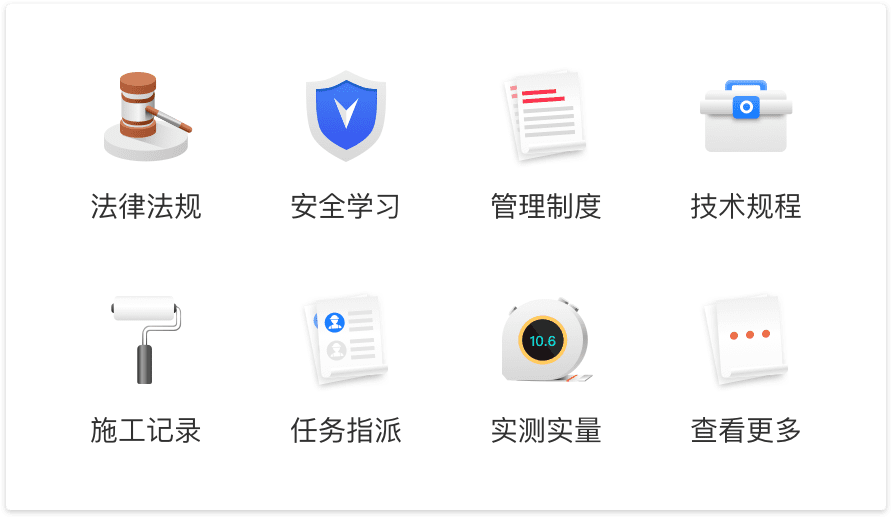 法律法规
安全学习
管理制度
技术规程
10.6
施工记录
任务指派
实测实量
查看更多